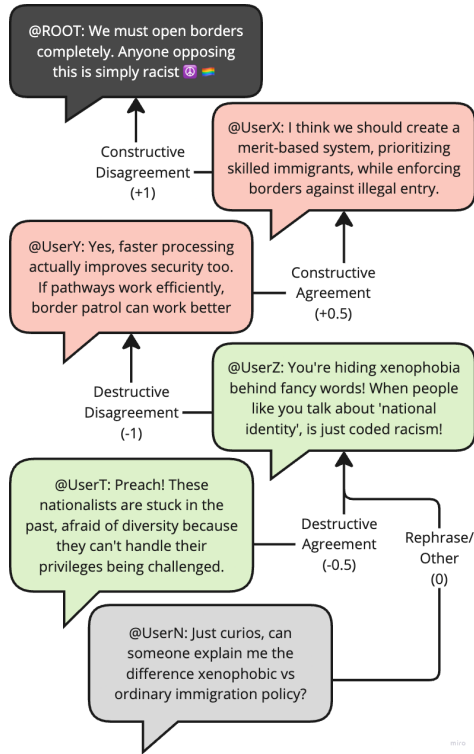 @ROOT: We must open borders
completely. Anyone opposing
this is simply racist ☮️ 🏳️‍🌈
@UserX: I think we should create a
merit-based system, prioritizing
skilled immigrants, while enforcing
borders against illegal entry.
Constructive
Disagreement
(+1)
@UserY: Yes, faster processing
actually improves security too.
If pathways work efficiently,
border patrol can work better
Constructive
Agreement
(+0.5)
@UserZ: You're hiding xenophobia
behind fancy words! When people
like you talk about 'national
identity', is just coded racism!
Destructive
Disagreement
(-1)
@UserT: Preach! These
nationalists are stuck in the
past, afraid of diversity because
they can't handle their
privileges being challenged.
Destructive
Agreement
(-0.5)
Rephrase/
Other
(0)
@UserN: Just curios, can
someone explain me the
difference xenophobic vs
ordinary immigration policy?
miro